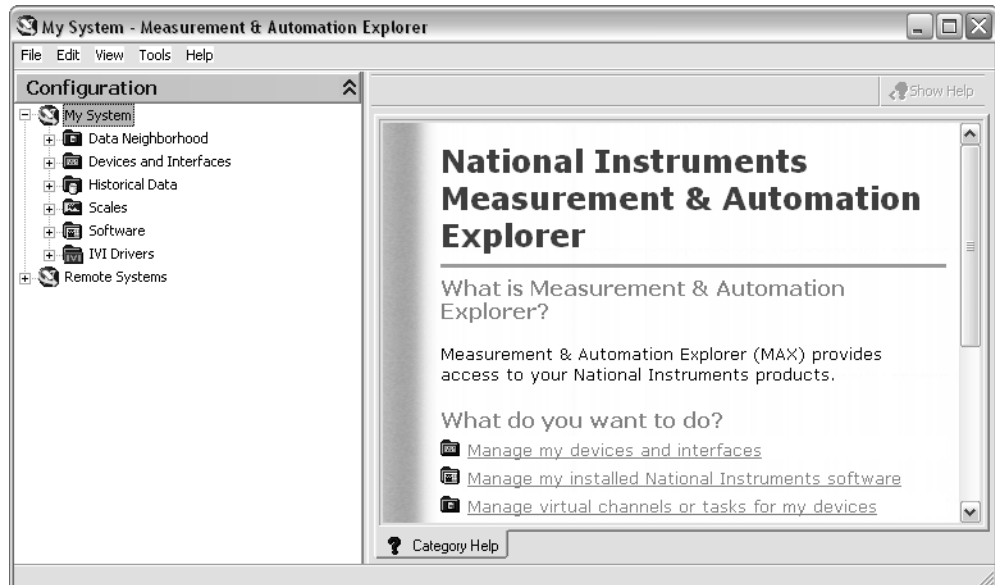 My System - Measurement & Automation Explorer
File Edit View Tools Help
Configuration
Show Help
My System
Data Neighborhood
Devices and Interfaces
Historical Data
Scales
Software
IVI Drivers
Remote Systems
National Instruments
Measurement & Automation
Explorer
What is Measurement & Automation
Explorer?
Measurement & Automation Explorer (MAX) provides
access to your National Instruments products.
What do you want to do?
Manage my devices and interfaces
Manage my installed National Instruments software
Manage virtual channels or tasks for my devices
Category Help